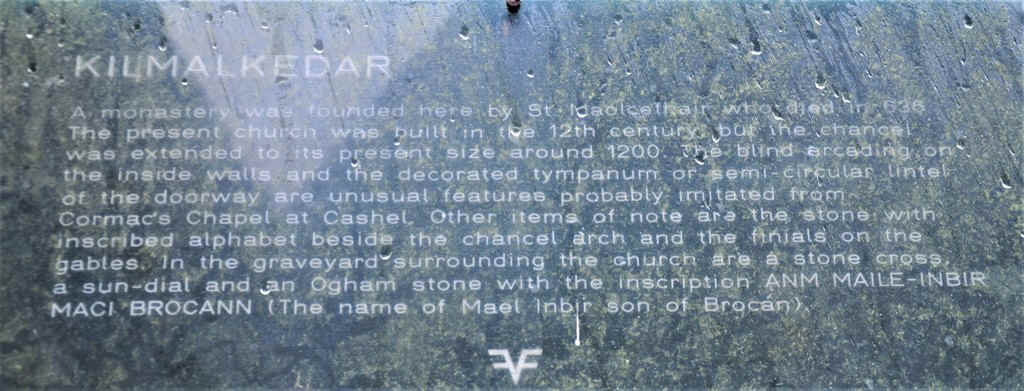 KILMALKEDAR
A monastery was founded here by St. Maolcethair who died in 636.
The present church was built in the 12th century, but the chancel
was extended to its present size around 1200. The blind arcading on
the inside walls and the decorated tympanum or semi-circular lintel
of the doorway are unusual features probably imitated from
Cormac's Chapel at Cashel. Other items of note are the stone with
inscribed alphabet beside the chancel arch and the finials on the
gables. In the graveyard surrounding the church are a stone cross,
a sun-dial and an Ogham stone with the inscription ANM MAILE-INBIR
MACI BROCANN (The name of Mael Inbir son of Brocán).